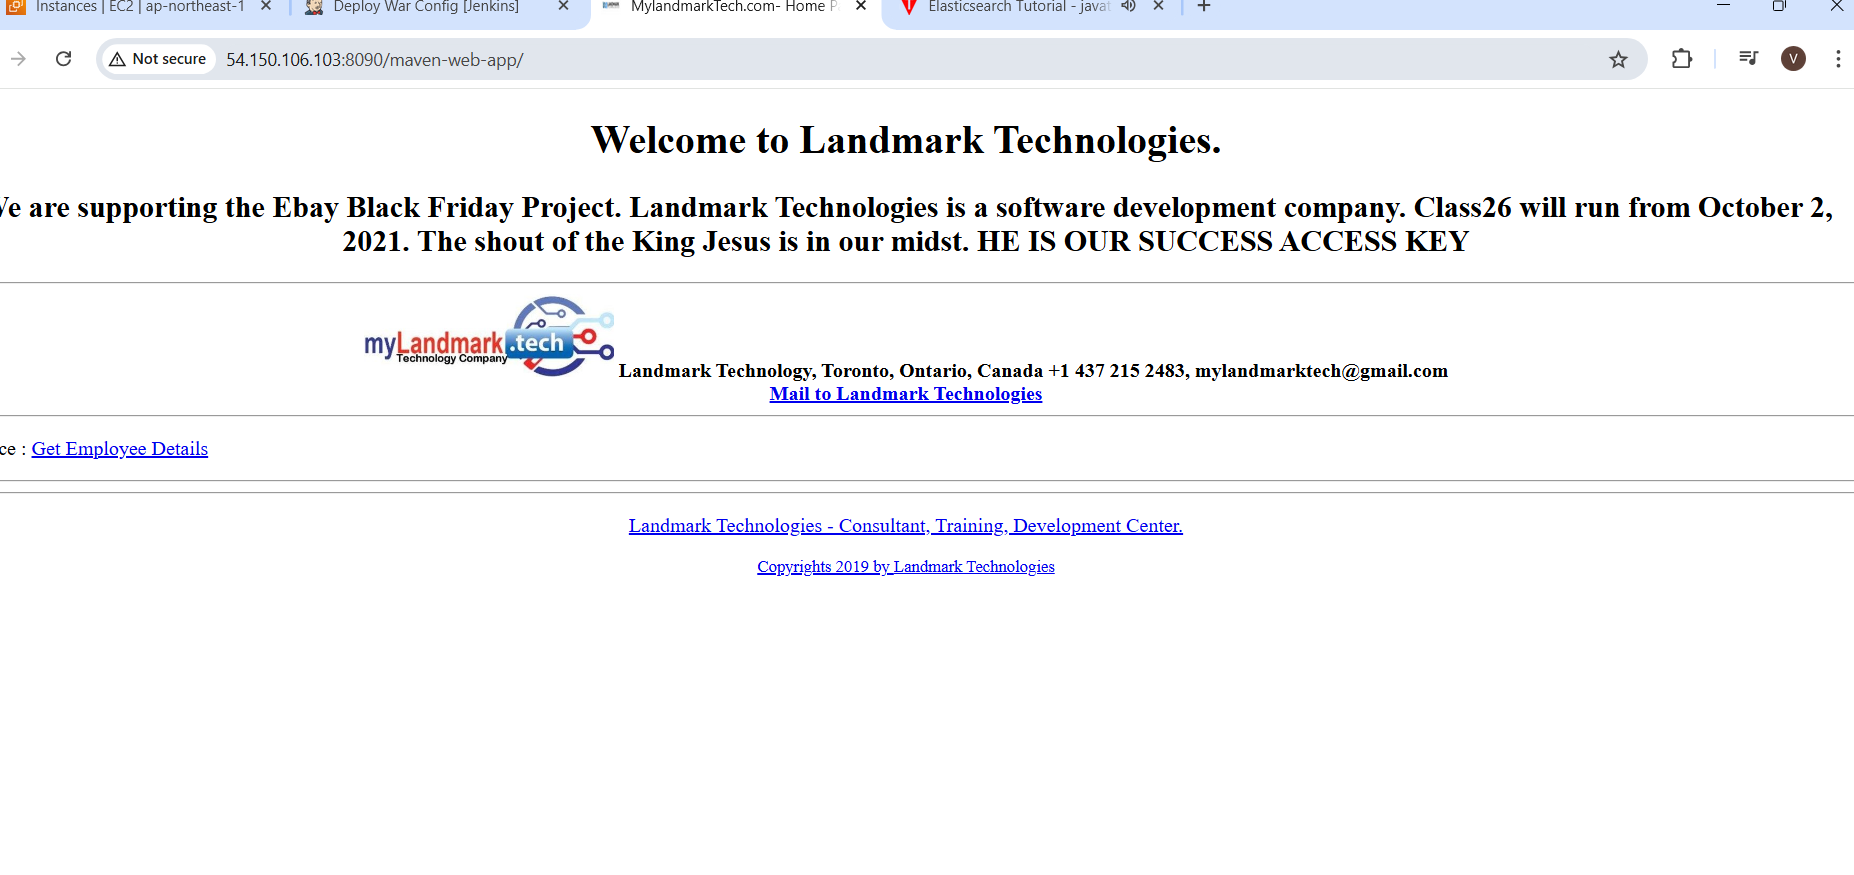 Instances | EC2 | ap-northeast-1
Deploy War Config [Jenkins]
MylandmarkTech.com- Home P
Elasticsearch Tutorial - javat
Not secure
54.150.106.103:8090/maven-web-app/
V
Welcome to Landmark Technologies.
Ve are supporting the Ebay Black Friday Project. Landmark Technologies is a software development company. Class26 will run from October 2,
2021. The shout of the King Jesus is in our midst. HE IS OUR SUCCESS ACCESS KEY
myLandmark.tech
Technology Company
Landmark Technology, Toronto, Ontario, Canada +1 437 215 2483, mylandmarktech@gmail.com
Mail to Landmark Technologies
ce : Get Employee Details
Landmark Technologies - Consultant, Training, Development Center.
Copyrights 2019 by Landmark Technologies